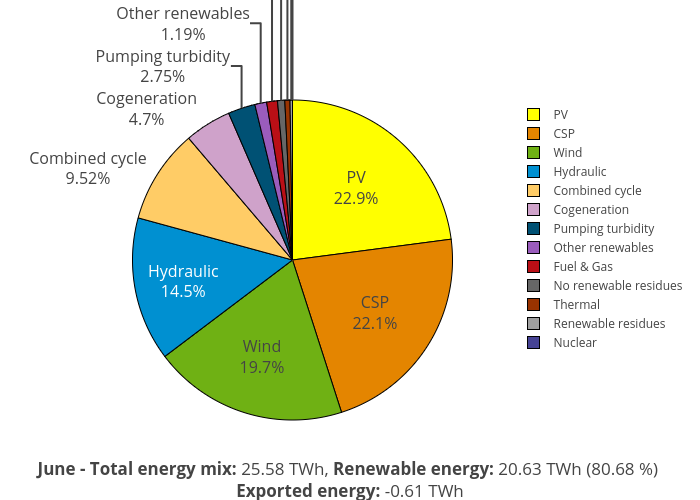 Other renewables
1.19%
Pumping turbidity
2.75%
Cogeneration
4.7%
Combined cycle
9.52%
PV
22.9%
Hydraulic
14.5%
CSP
22.1%
Wind
19.7%
PV
CSP
Wind
Hydraulic
Combined cycle
Cogeneration
Pumping turbidity
Other renewables
Fuel & Gas
No renewable residues
Thermal
Renewable residues
Nuclear
June - Total energy mix: 25.58 TWh, Renewable energy: 20.63 TWh (80.68 %)
Exported energy: -0.61 TWh